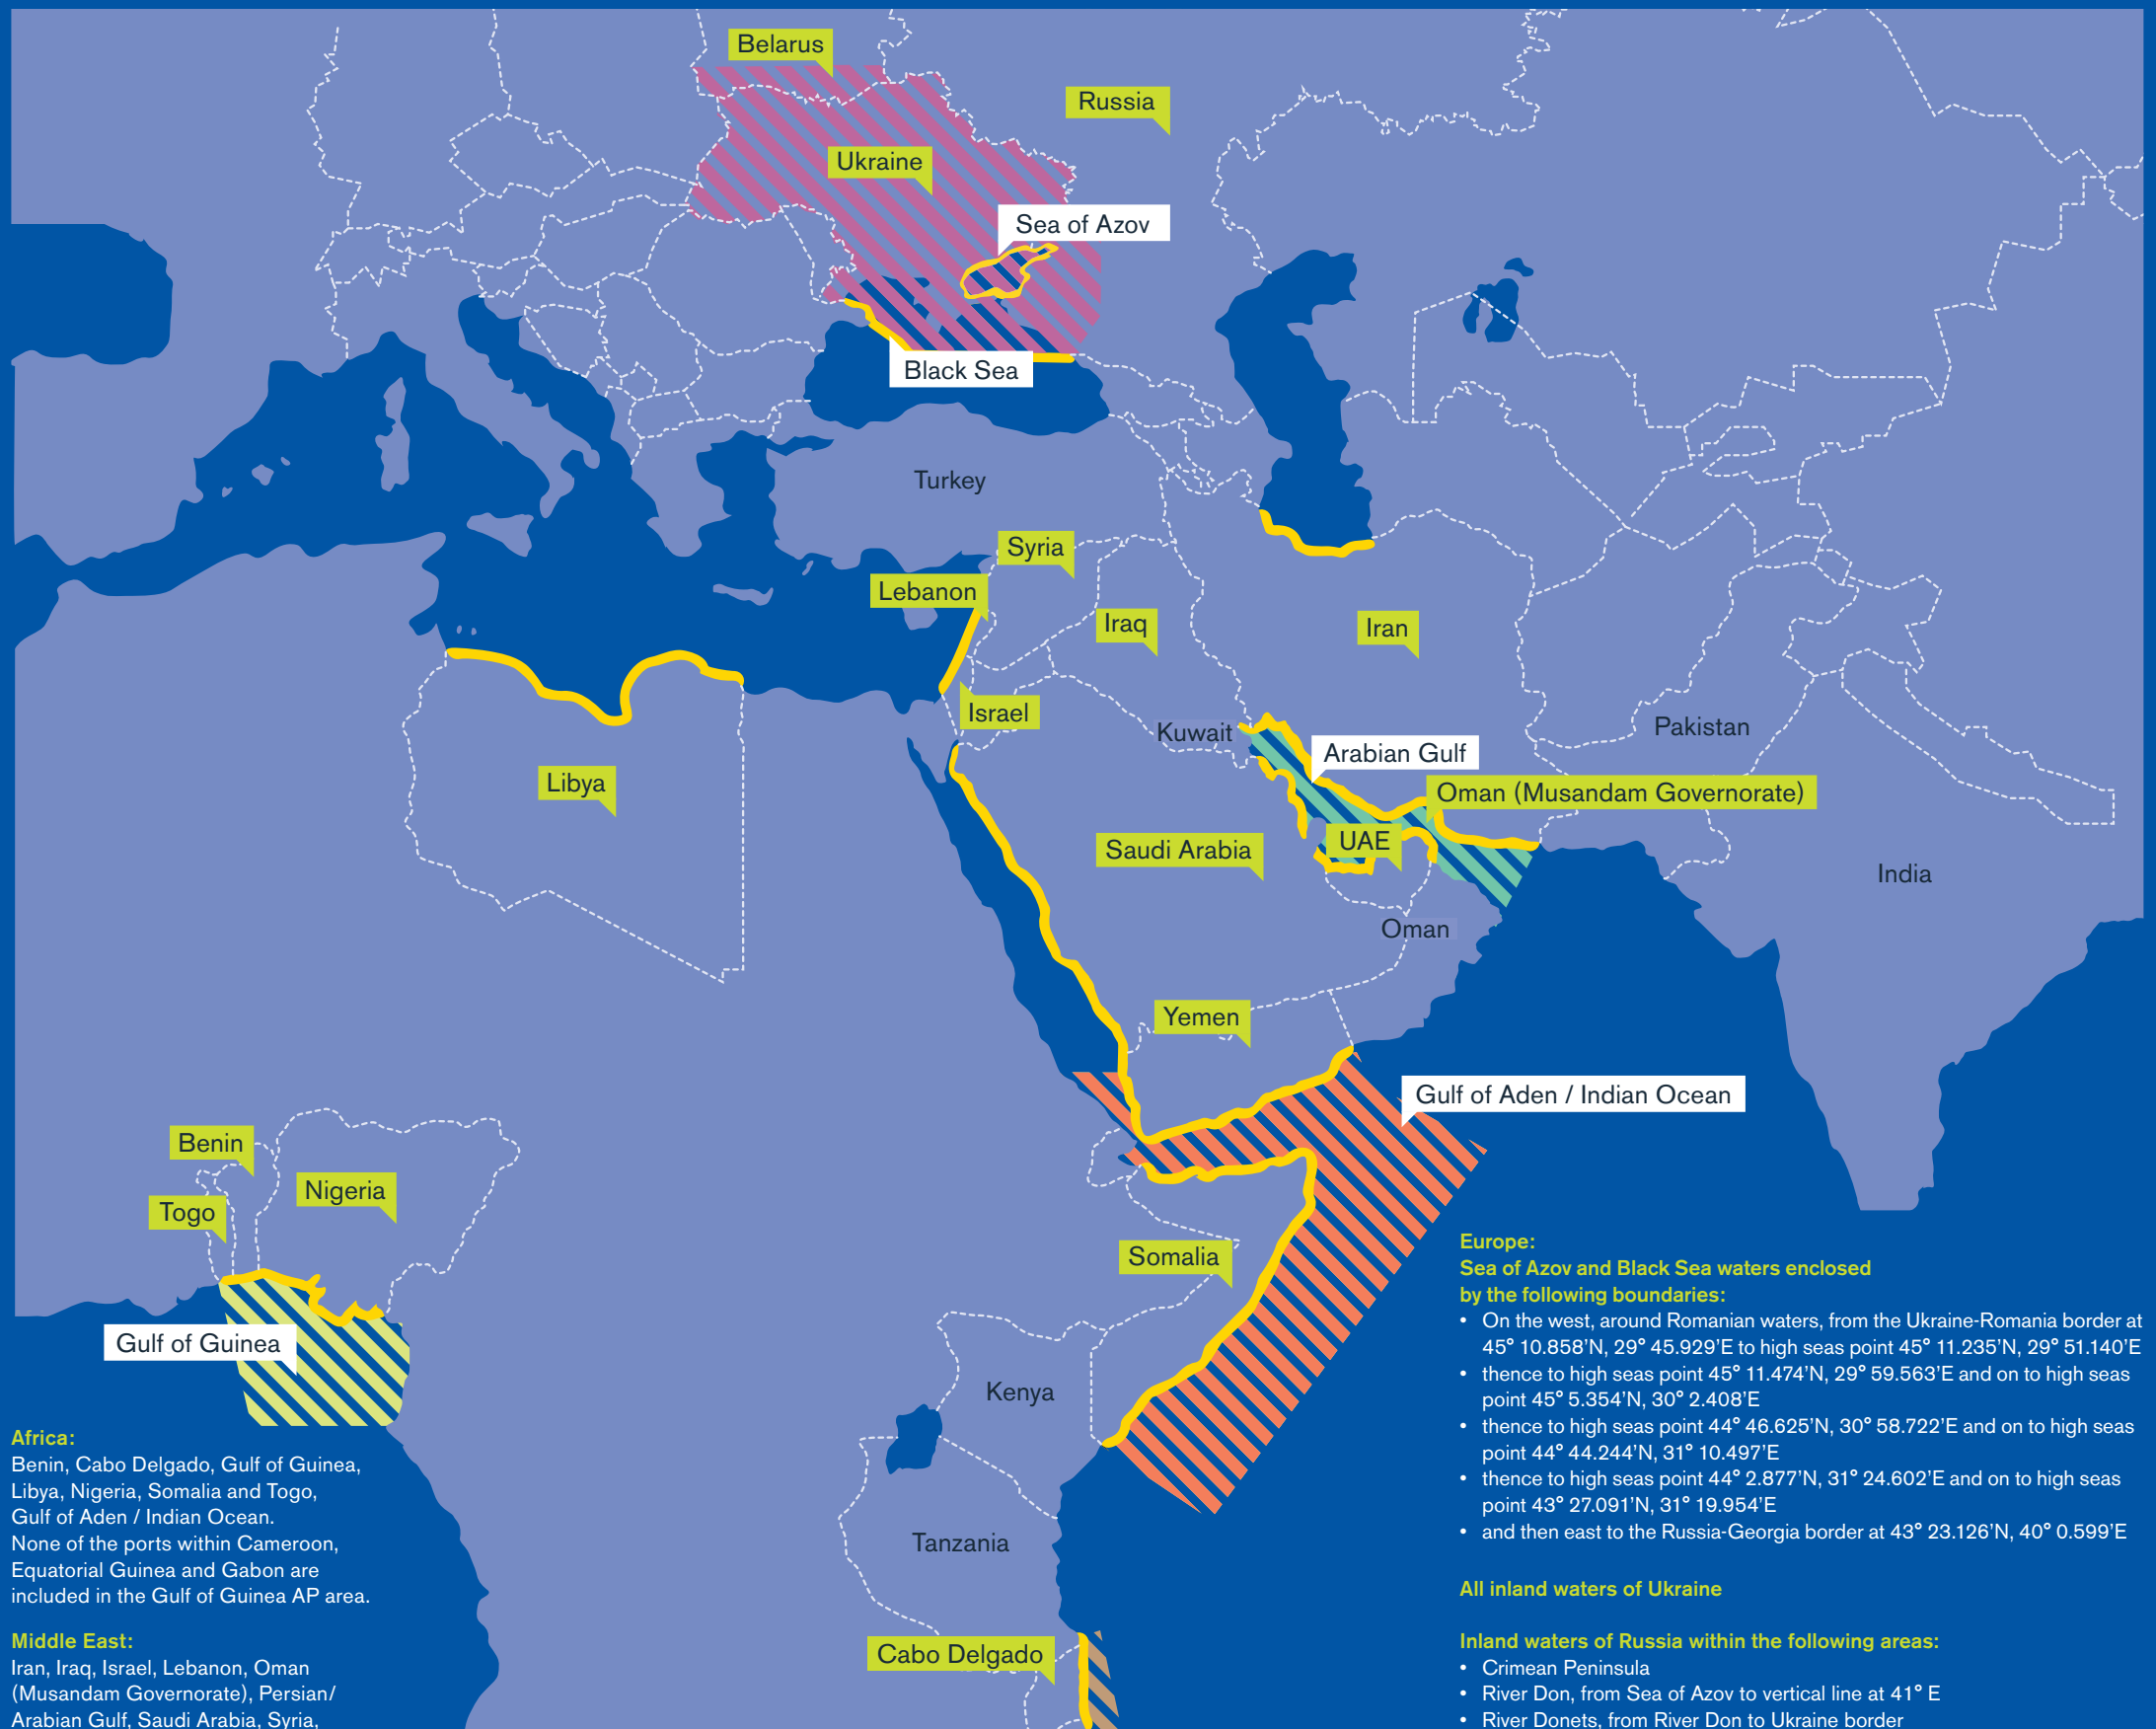 Belarus
Russia
Ukraine
Sea of Azov
Black Sea
Turkey
Syria
Lebanon
Iraq
Iran
Israel
Kuwait
Pakistan
Arabian Gulf
Libya
Oman (Musandam Governorate)
UAE
Saudi Arabia
India
Oman
Yemen
Gulf of Aden / Indian Ocean
Benin
Nigeria
Togo
Somalia
Gulf of Guinea
Kenya
Tanzania
Cabo Delgado
Africa:
Benin, Cabo Delgado, Gulf of Guinea,
Libya, Nigeria, Somalia and Togo,
Gulf of Aden / Indian Ocean.
None of the ports within Cameroon,
Equatorial Guinea and Gabon are
included in the Gulf of Guinea AP area.
Middle East:
Iran, Iraq, Israel, Lebanon, Oman
(Musandam Governorate), Persian/
Arabian Gulf, Saudi Arabia, Syria,
Europe:
Sea of Azov and Black Sea waters enclosed
by the following boundaries:
• On the west, around Romanian waters, from the Ukraine-Romania border at
45° 10.858’N, 29° 45.929’E to high seas point 45° 11.235’N, 29° 51.140’E
• thence to high seas point 45° 11.474’N, 29° 59.563’E and on to high seas
point 45° 5.354’N, 30° 2.408’E
• thence to high seas point 44° 46.625’N, 30° 58.722’E and on to high seas
point 44° 44.244’N, 31° 10.497’E
• thence to high seas point 44° 2.877’N, 31° 24.602’E and on to high seas
point 43° 27.091’N, 31° 19.954’E
• and then east to the Russia-Georgia border at 43° 23.126’N, 40° 0.599’E
All inland waters of Ukraine
Inland waters of Russia within the following areas:
• Crimean Peninsula
• River Don, from Sea of Azov to vertical line at 41° E
• River Donets, from River Don to Ukraine border